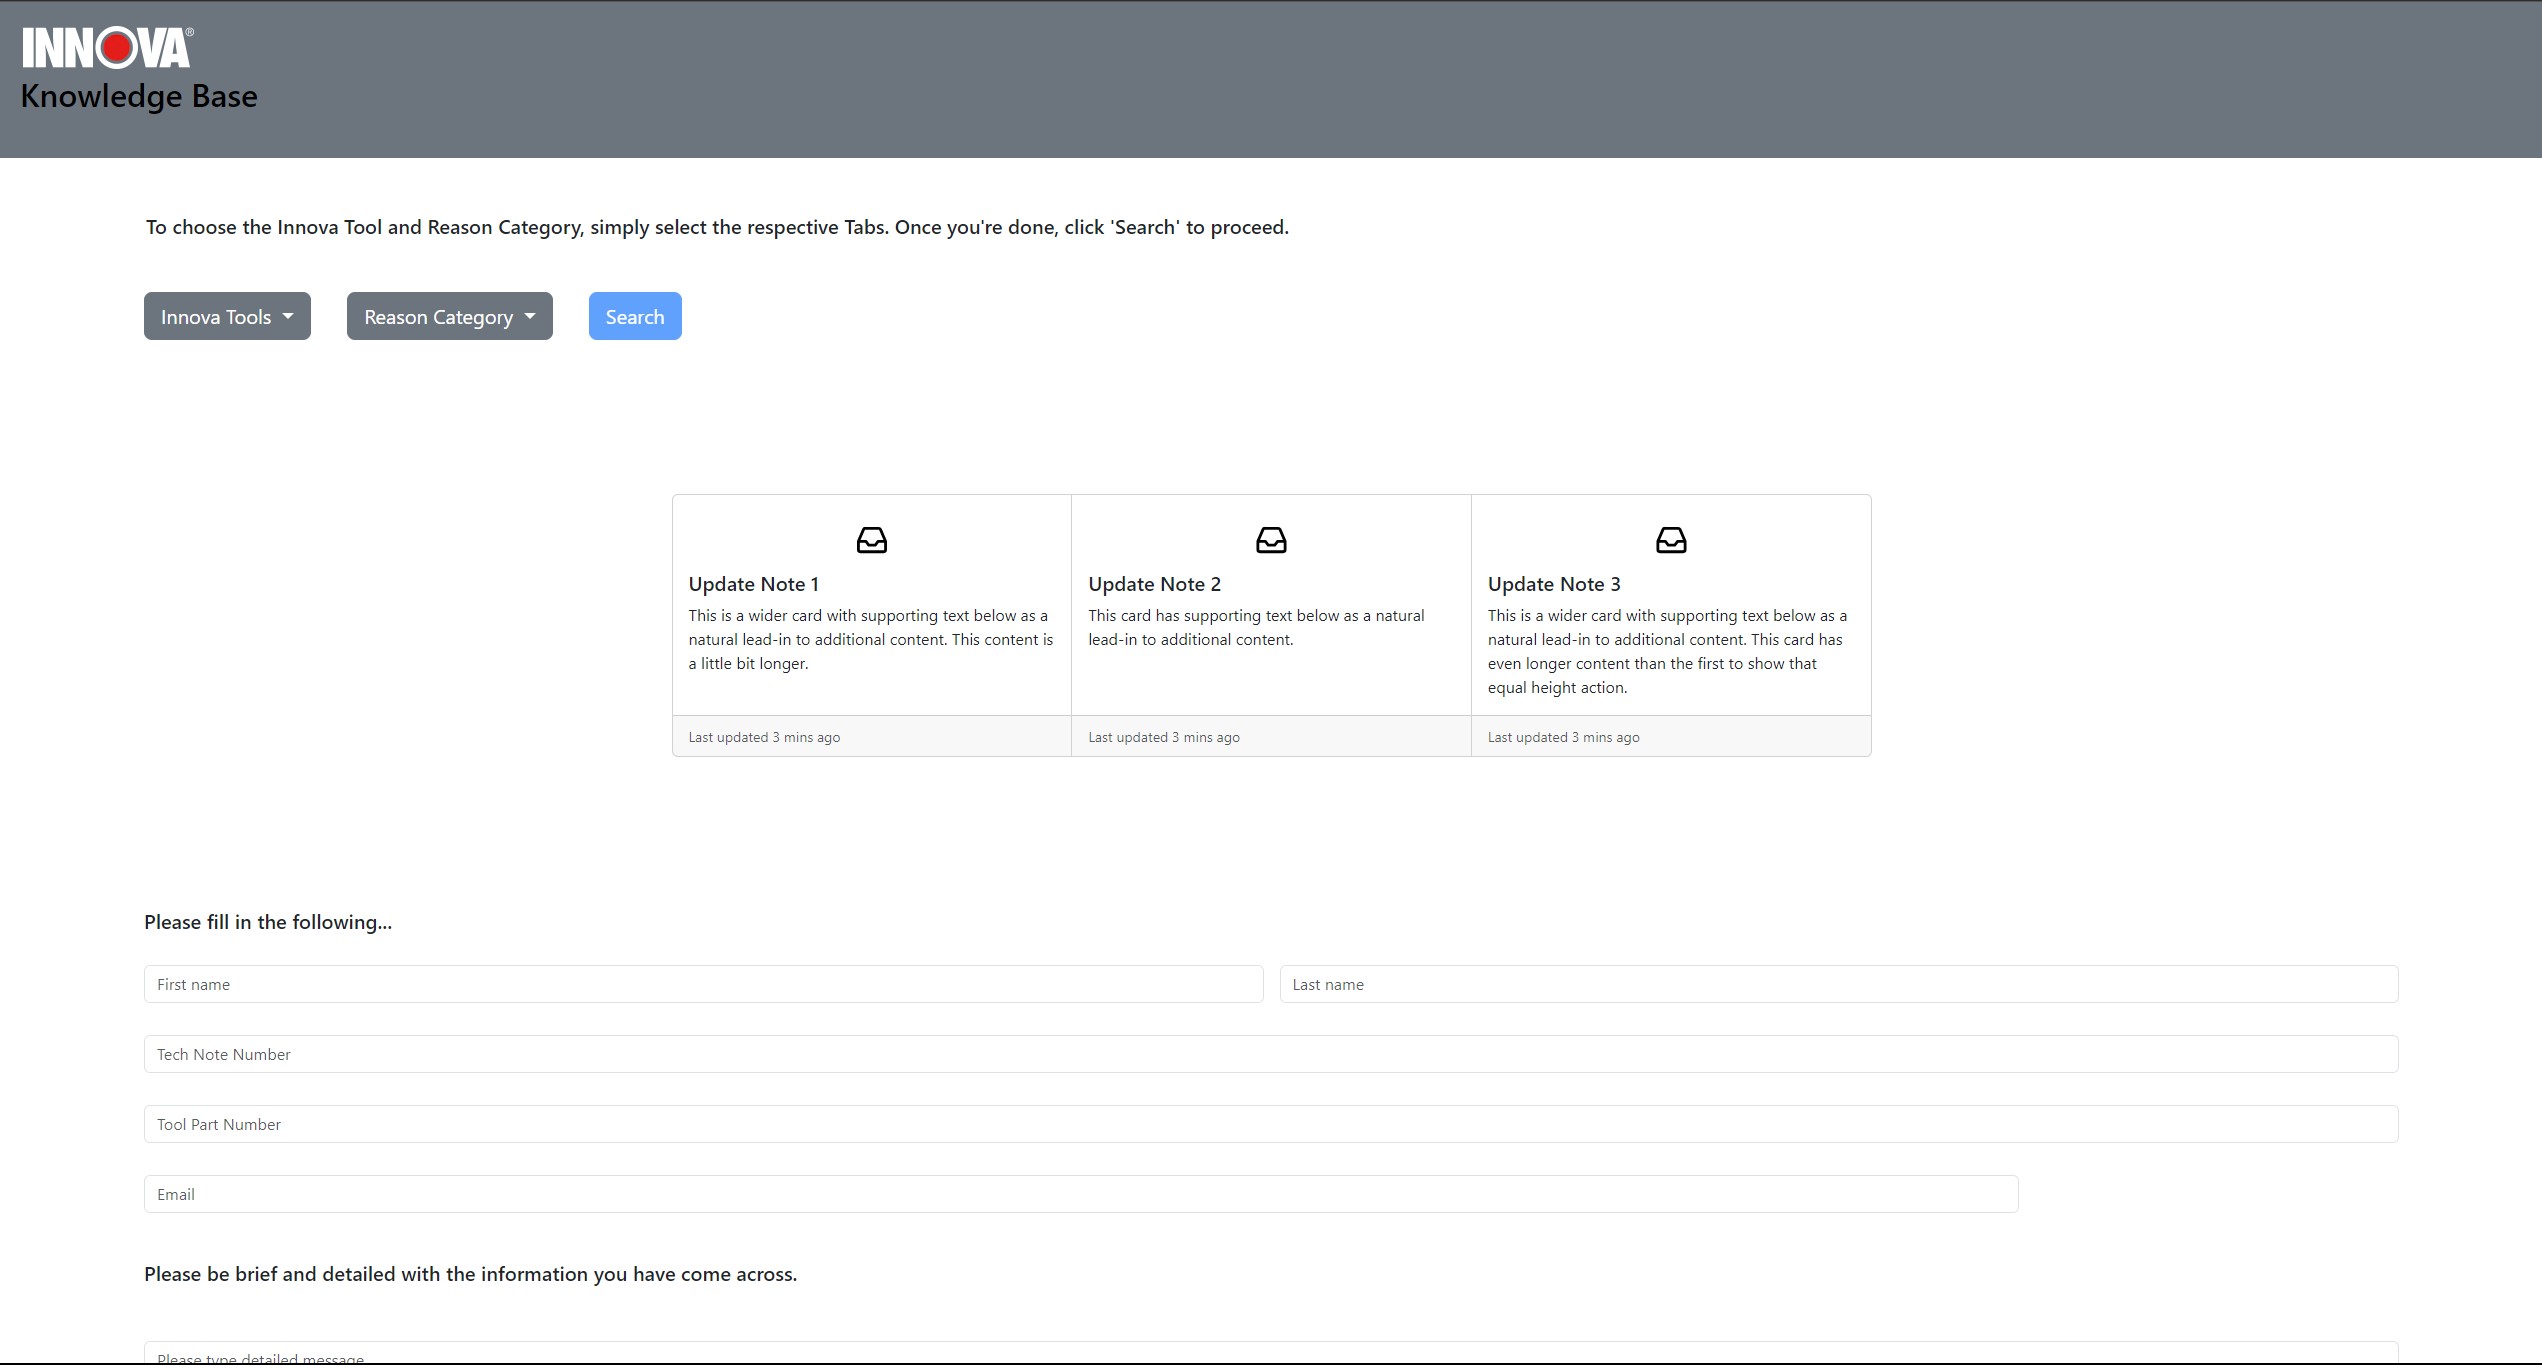 INNOVA®
Knowledge Base
To choose the Innova Tool and Reason Category, simply select the respective Tabs. Once you're done, click 'Search' to proceed.
Innova Tools
Reason Category
Search
Update Note 1
This is a wider card with supporting text below as a
natural lead-in to additional content. This content is
a little bit longer.
Last updated 3 mins ago
Update Note 2
This card has supporting text below as a natural
lead-in to additional content.
Last updated 3 mins ago
Update Note 3
This is a wider card with supporting text below as a
natural lead-in to additional content. This card has
even longer content than the first to show that
equal height action.
Last updated 3 mins ago
Please fill in the following...
First name
Last name
Tech Note Number
Tool Part Number
Email
Please be brief and detailed with the information you have come across.
Please type detailed message